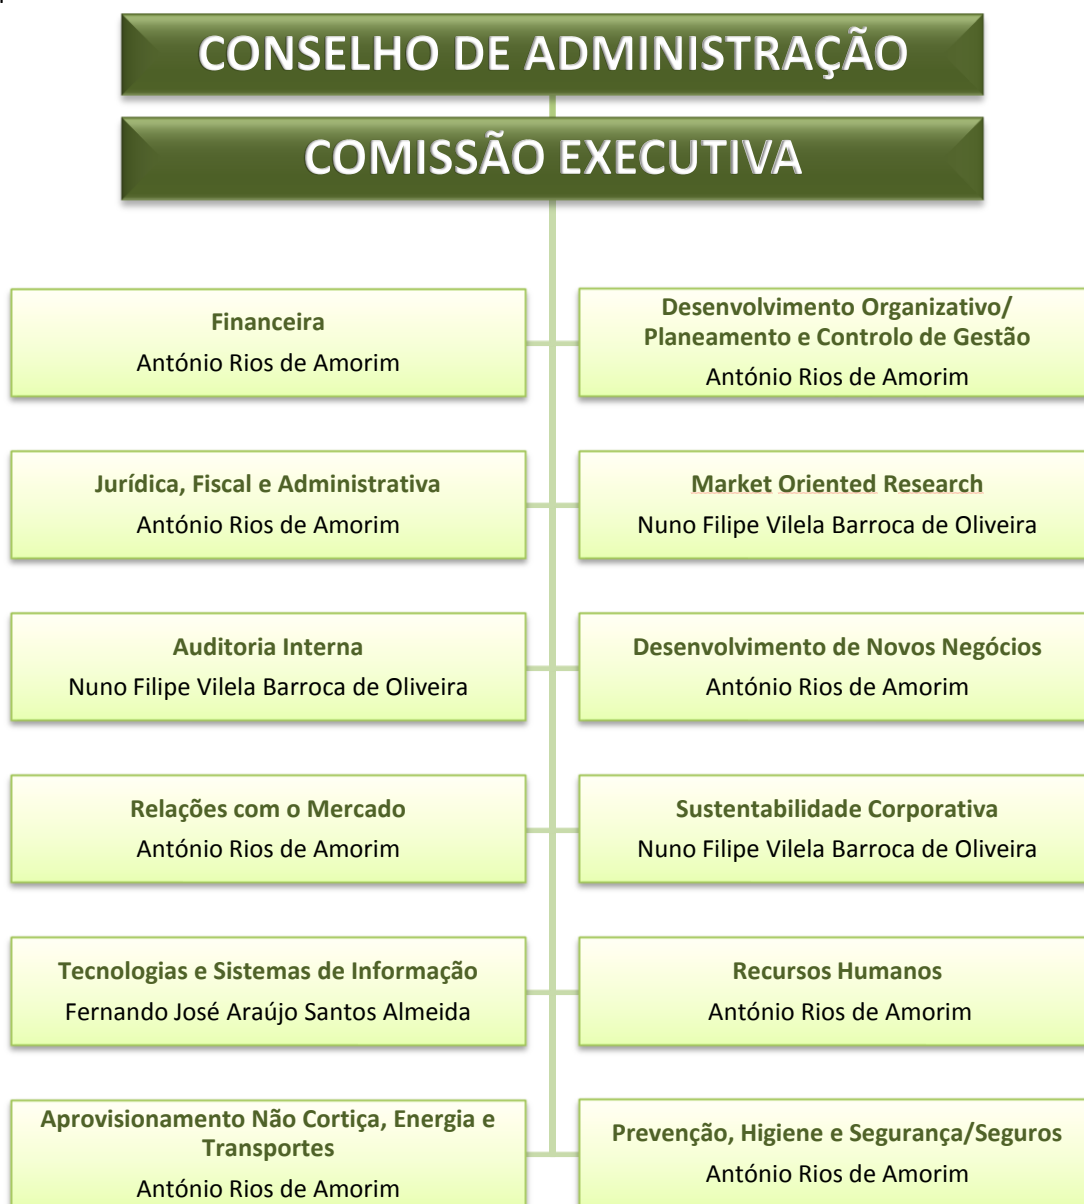 CONSELHO DE ADMINISTRAÇÃO
COMISSÃO EXECUTIVA
Financeira
António Rios de Amorim
Desenvolvimento Organizativo/
Planeamento e Controlo de Gestão
António Rios de Amorim
Jurídica, Fiscal e Administrativa
António Rios de Amorim
Market Oriented Research
Nuno Filipe Vilela Barroca de Oliveira
Auditoria Interna
Nuno Filipe Vilela Barroca de Oliveira
Desenvolvimento de Novos Negócios
António Rios de Amorim
Relações com o Mercado
António Rios de Amorim
Sustentabilidade Corporativa
Nuno Filipe Vilela Barroca de Oliveira
Tecnologias e Sistemas de Informação
Fernando José Araújo Santos Almeida
Recursos Humanos
António Rios de Amorim
Aprovisionamento Não Cortiça, Energia e
Transportes
António Rios de Amorim
Prevenção, Higiene e Segurança/Seguros
António Rios de Amorim